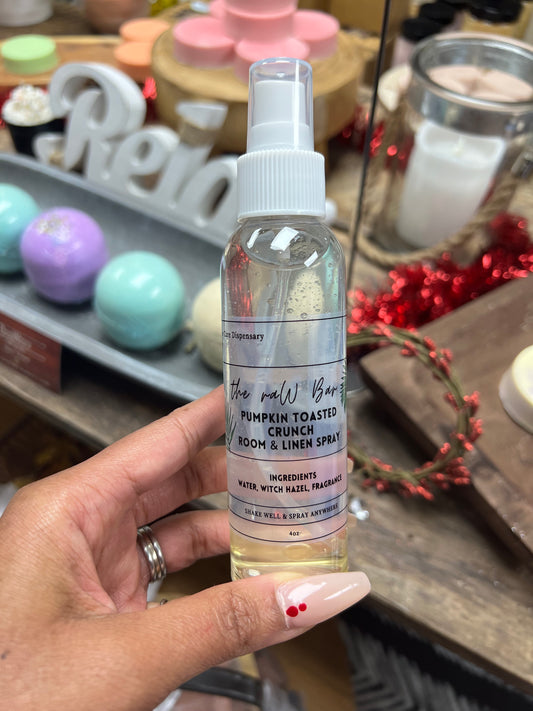 Care Dispensary
the raW Bar
PUMPKIN TOASTED
CRUNCH
ROOM & LINEN SPRAY
INGREDIENTS
WATER, WITCH HAZEL, FRAGRANCE
SHAKE WELL & SPRAY ANYWHERE
4oz